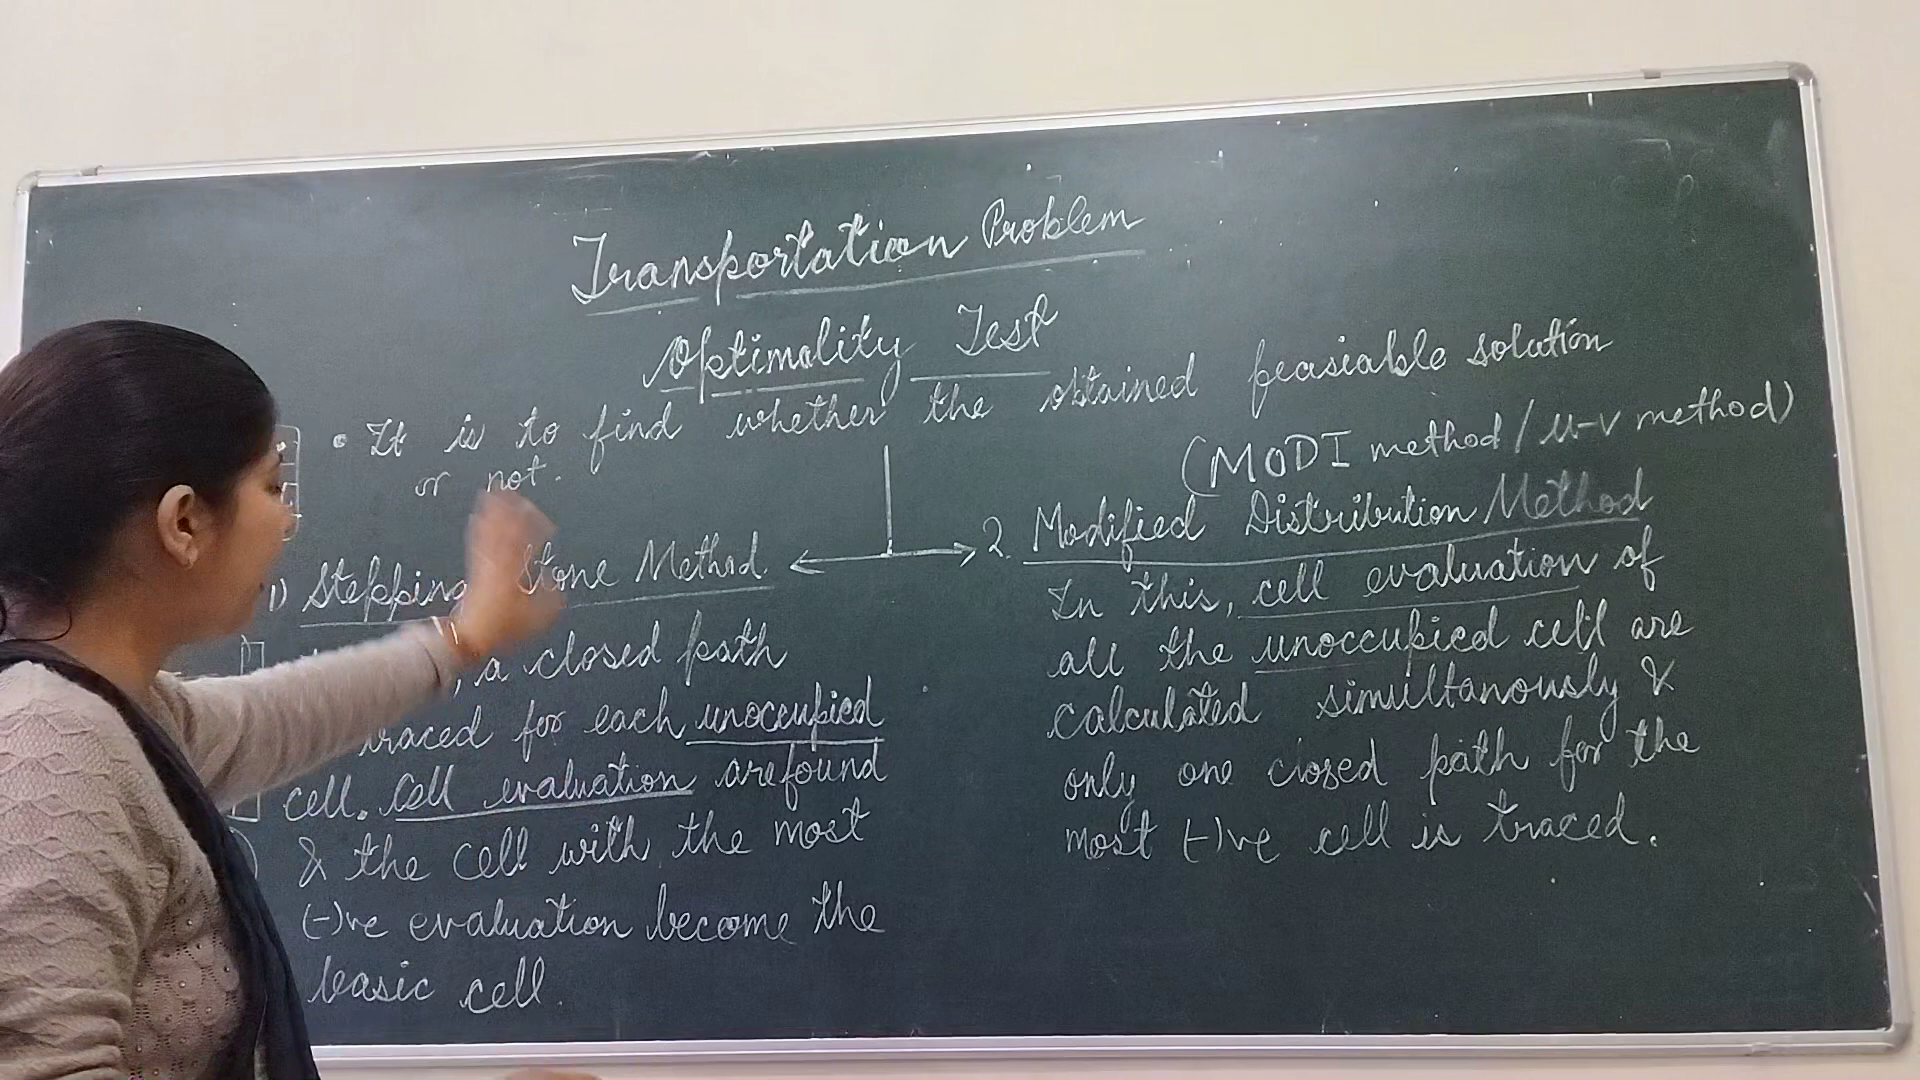 Transportation Problem
Optimality Test
• It is to find whether the obtained feasiable solution
or not.
1) Stepping Stone Method.
a closed path
traced for each unoccupied
cell. Cell evaluation are found
& the cell with the most
(-)ve evaluation become the
basic cell.
(MODI method / u-v method)
2. Modified Distribution Method
In this, cell evaluation of
all the unoccupied cell are
calculated simultanously &
only one closed path for the
most (-)ve cell is traced.